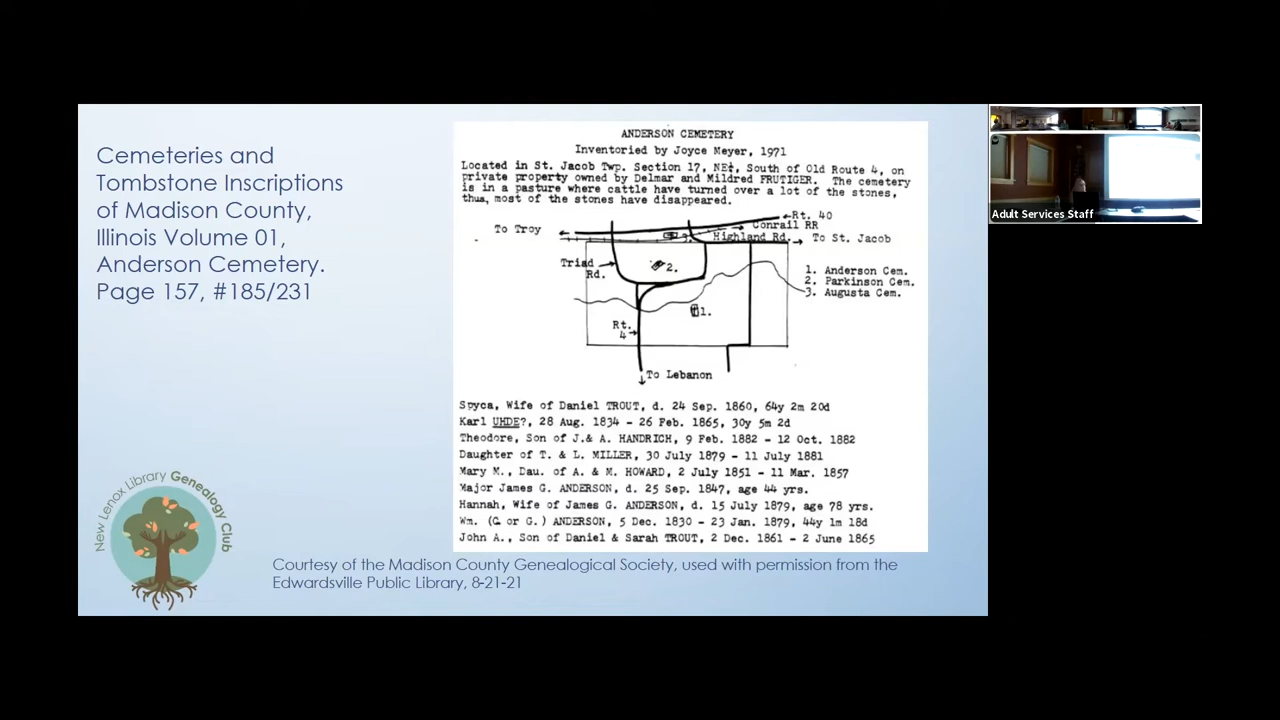 Cemeteries and
Tombstone Inscriptions
of Madison County,
Illinois Volume 01,
Anderson Cemetery.
Page 157, #185/231
ANDERSON CEMETERY
Inventoried by Joyce Meyer, 1971
Located in St. Jacob Twp. Section 17, NE¼, South of Old Route 4, on
private property owned by Delmar and Mildred FRUTIGER. The cemetery
is in a pasture where cattle have turned over a lot of the stones,
thus, most of the stones have disappeared.
Rt. 40
To Troy
Conrail RR
3.
Highland Rd.
To St. Jacob
Triad
Rd.
2.
1. Anderson Cem.
2. Parkinson Cem.
3. Augusta Cem.
1.
Rt.
4
To Lebanon
Spyca, Wife of Daniel TROUT, d. 24 Sep. 1860, 64y 2m 20d
Karl UHDE?, 28 Aug. 1834 - 26 Feb. 1865, 30y 5m 2d
Theodore, Son of J.& A. HANDRICH, 9 Feb. 1882 - 12 Oct. 1882
Daughter of T. & L. MILLER, 30 July 1879 - 11 July 1881
Mary M., Dau. of A. & M. HOWARD, 2 July 1851 - 11 Mar. 1857
Major James G. ANDERSON, d. 25 Sep. 1847, age 44 yrs.
Hannah, Wife of James G. ANDERSON, d. 15 July 1879, age 78 yrs.
Wm. (C. or G.) ANDERSON, 5 Dec. 1830 - 23 Jan. 1879, 44y 1m 18d
John A., Son of Daniel & Sarah TROUT, 2 Dec. 1861 - 2 June 1865
New Lenox Library Genealogy Club
Courtesy of the Madison County Genealogical Society, used with permission from the
Edwardsville Public Library, 8-21-21
Adult Services Staff